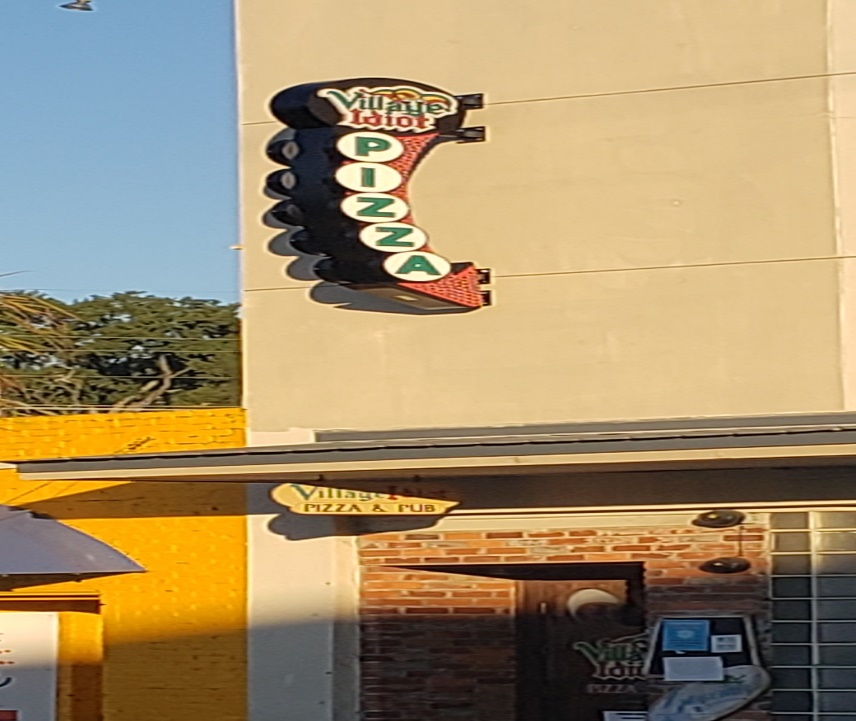 Village
Idiot
P
I
Z
Z
A
Village Idiot
PIZZA & PUB
Village
Idiot
PIZZA